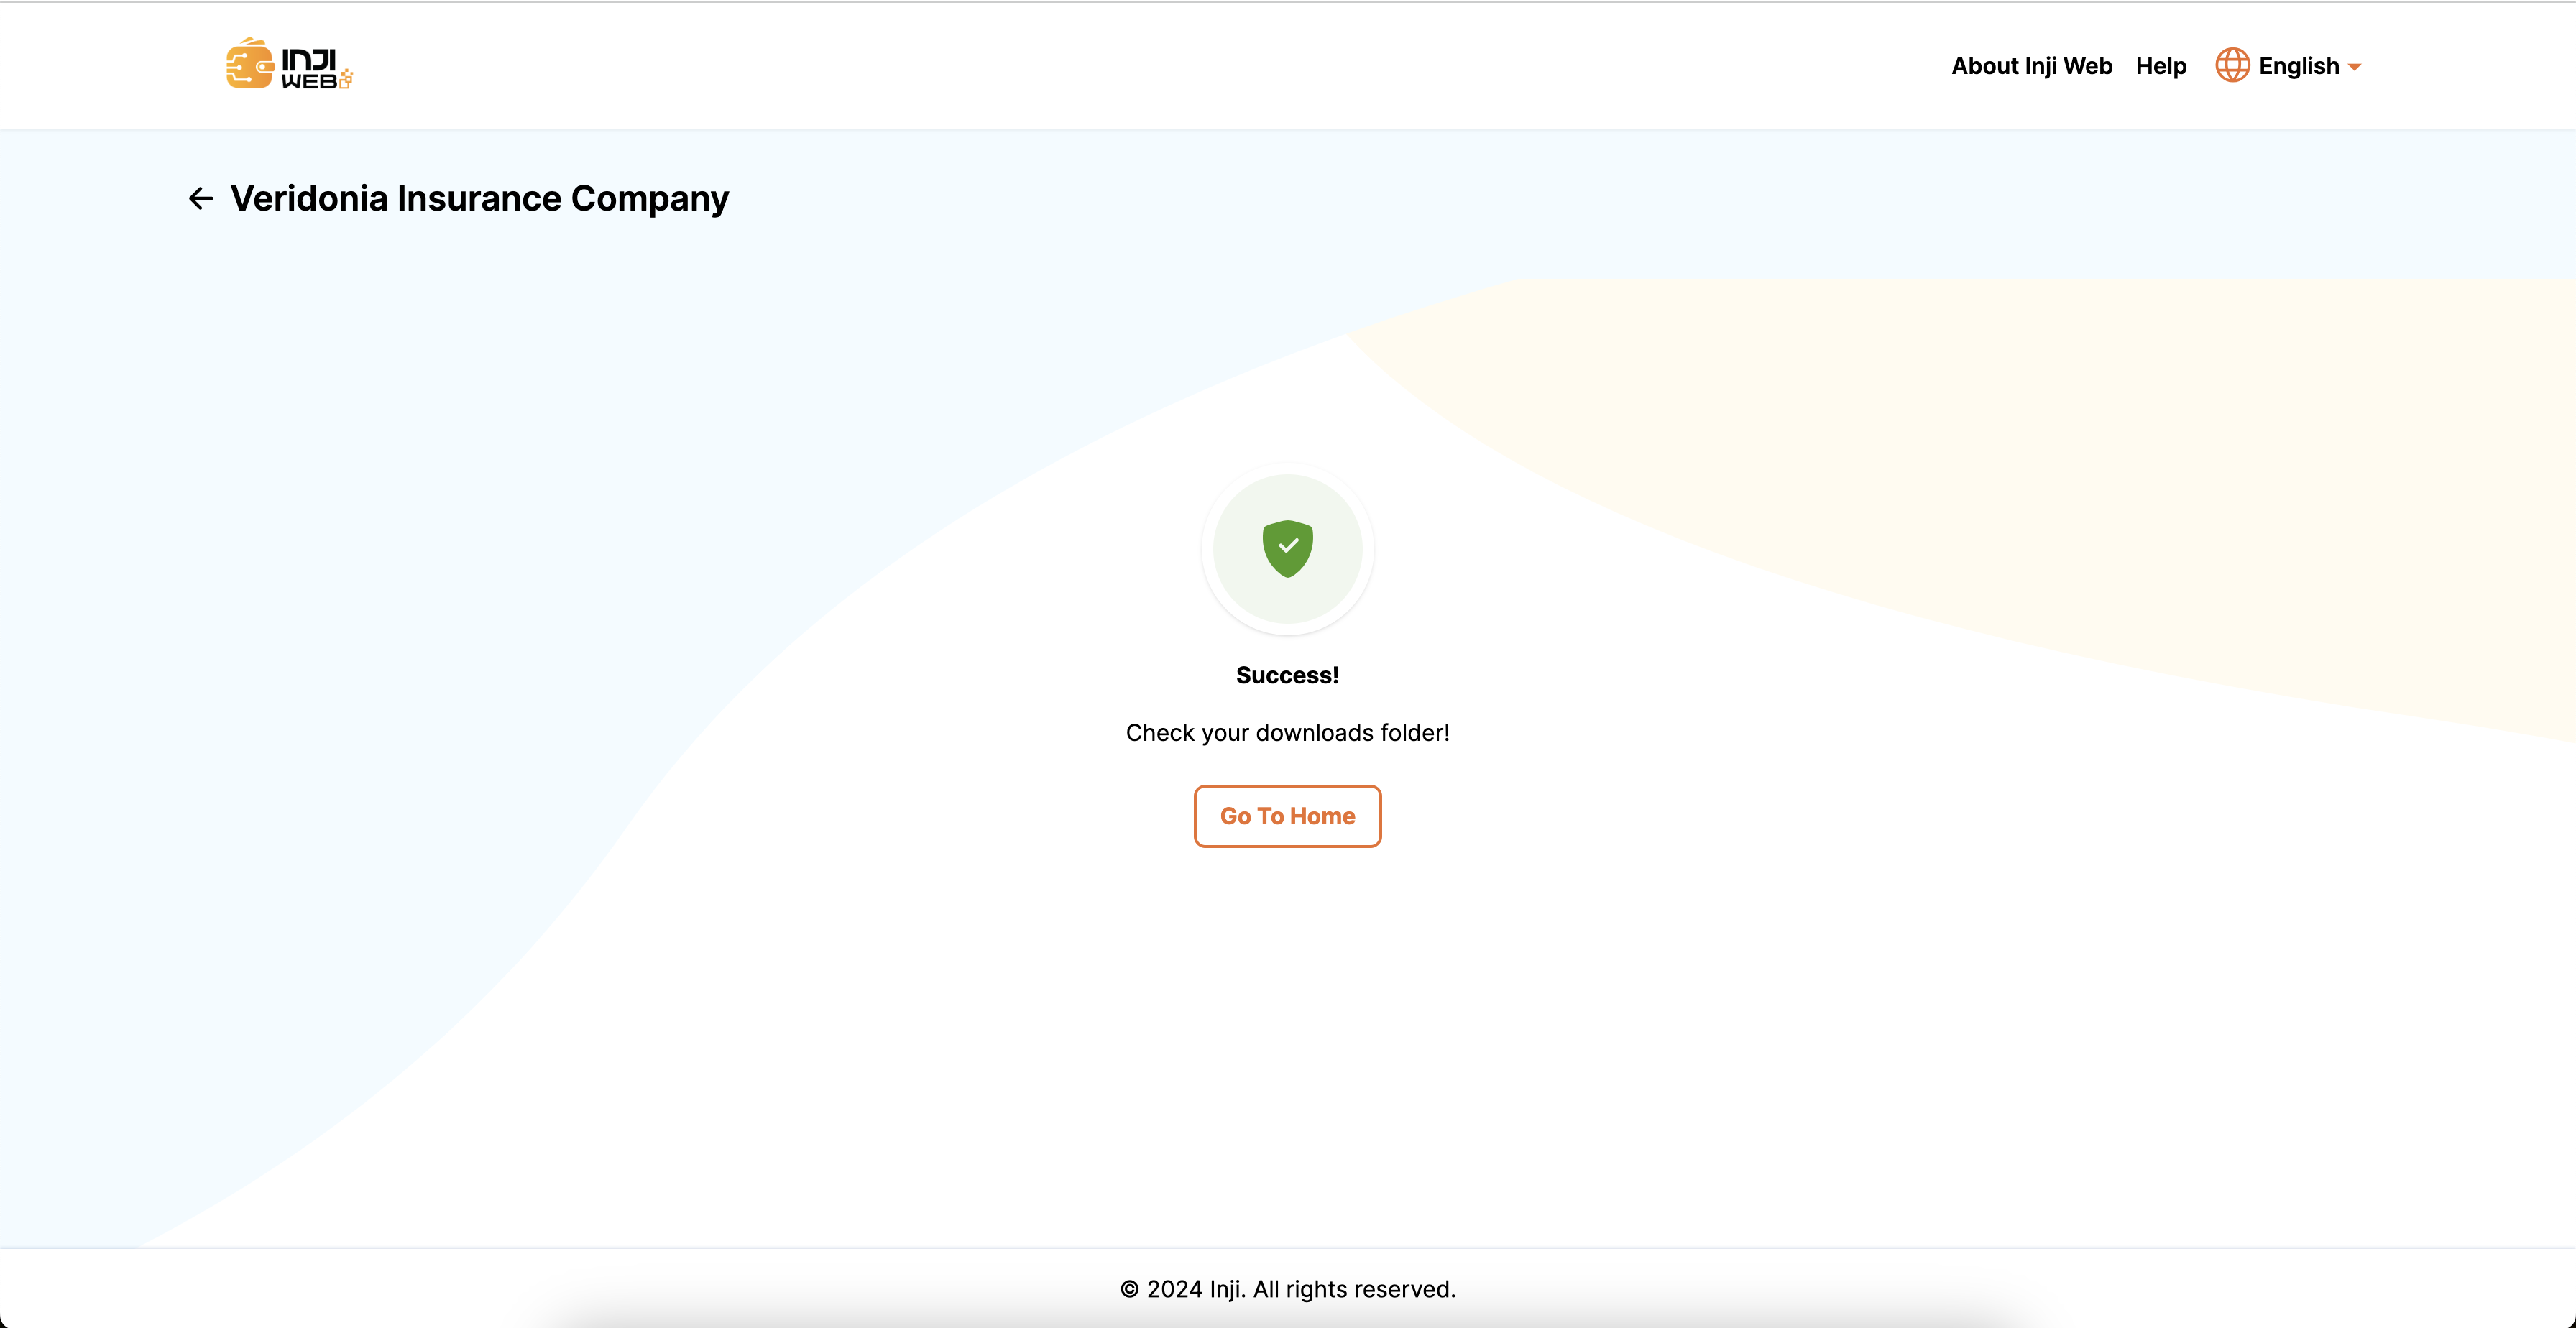 INJI
WEB
About Inji Web Help English
Veridonia Insurance Company
Success!
Check your downloads folder!
Go To Home
© 2024 Inji. All rights reserved.